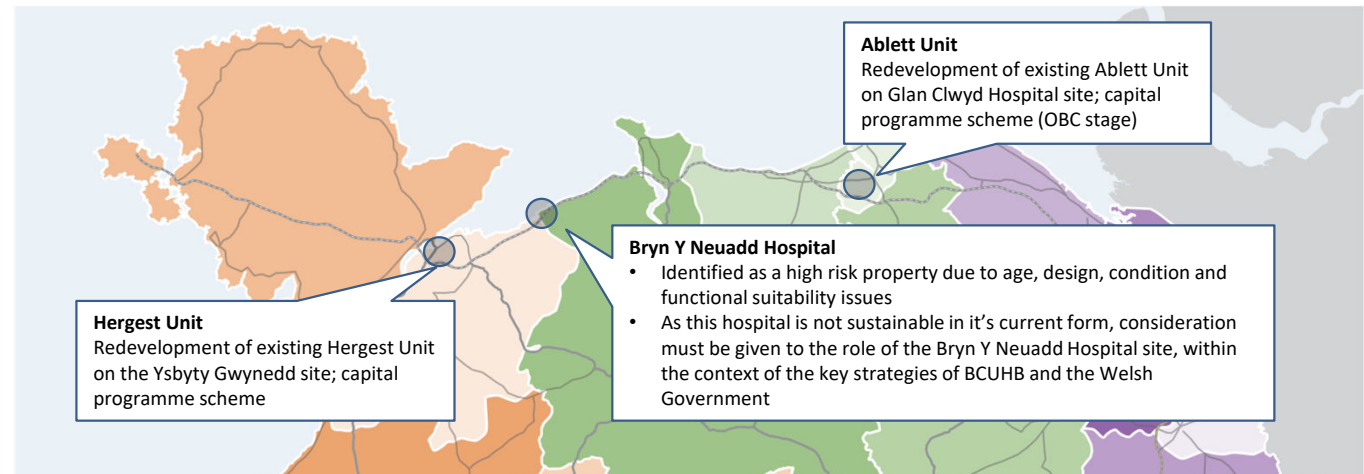 Ablett Unit
Redevelopment of existing Ablett Unit
on Glan Clwyd Hospital site; capital
programme scheme (OBC stage)
Bryn Y Neuadd Hospital
• Identified as a high risk property due to age, design, condition and
functional suitability issues
• As this hospital is not sustainable in it's current form, consideration
must be given to the role of the Bryn Y Neuadd Hospital site, within
the context of the key strategies of BCUHB and the Welsh
Government
Hergest Unit
Redevelopment of existing Hergest Unit
on the Ysbyty Gwynedd site; capital
programme scheme